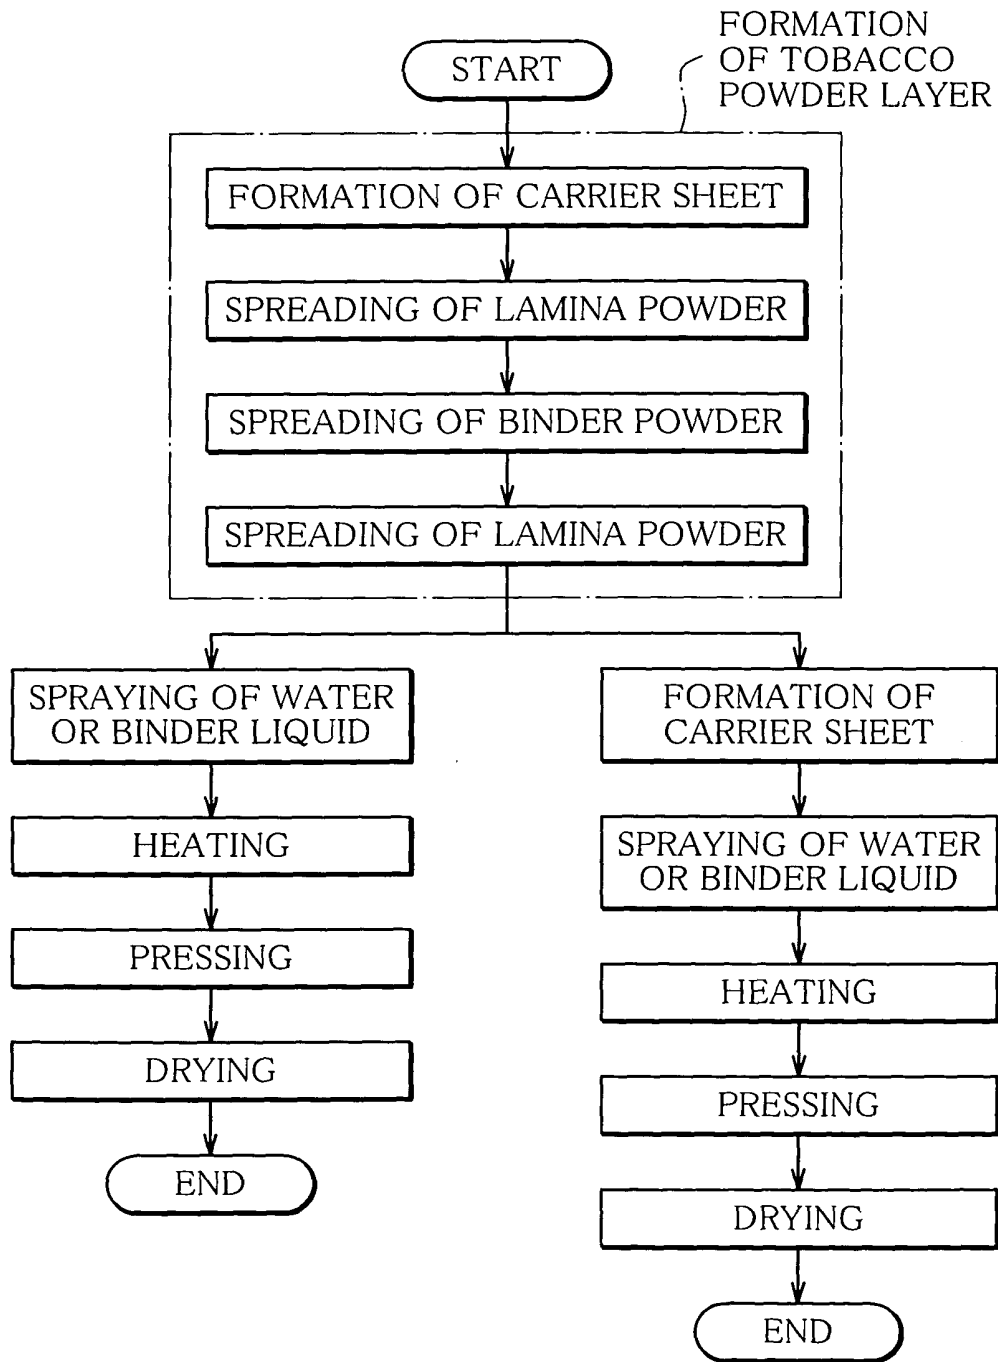 FORMATION
OF TOBACCO
POWDER LAYER
START
FORMATION OF CARRIER SHEET
SPREADING OF LAMINA POWDER
SPREADING OF BINDER POWDER
SPREADING OF LAMINA POWDER
SPRAYING OF WATER
OR BINDER LIQUID
HEATING
PRESSING
DRYING
END
FORMATION OF
CARRIER SHEET
SPRAYING OF WATER
OR BINDER LIQUID
HEATING
PRESSING
DRYING
END